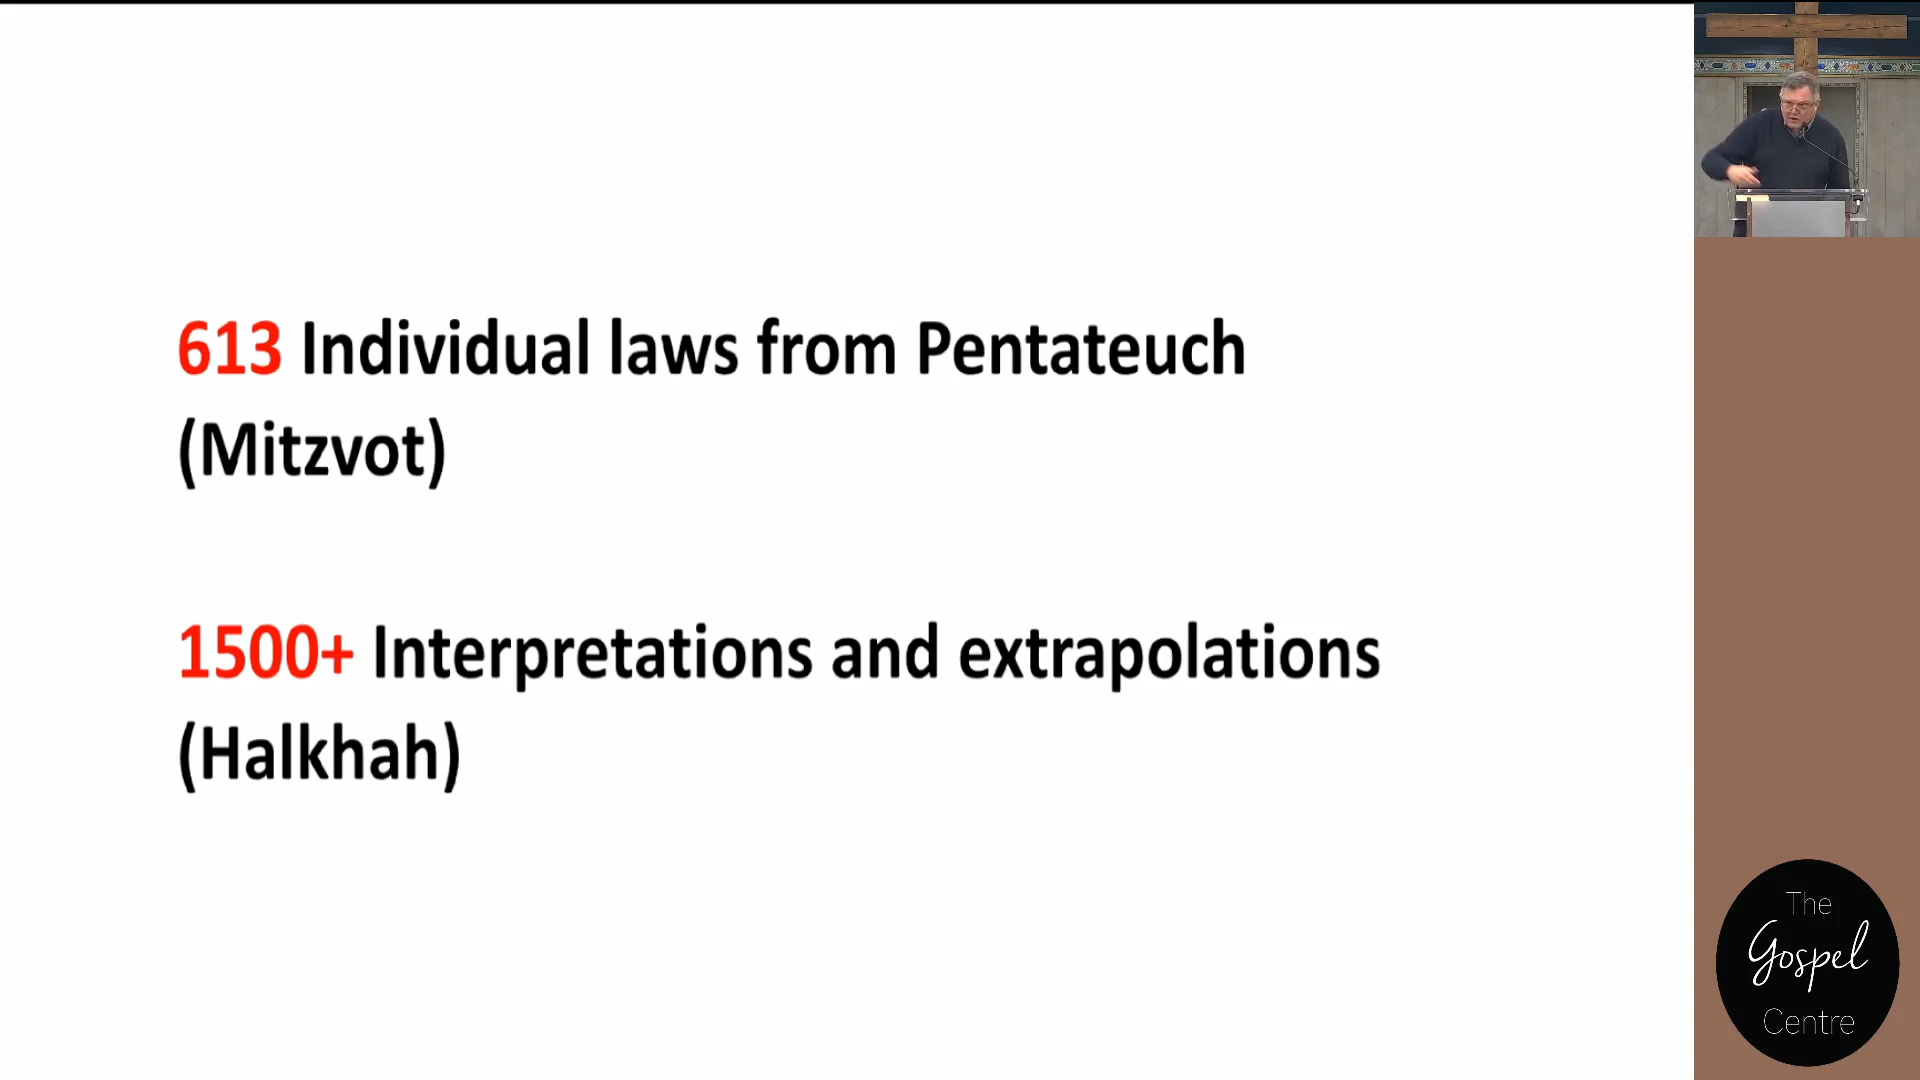 613 Individual laws from Pentateuch
(Mitzvot)
1500+ Interpretations and extrapolations
(Halkhah)
The
Gospel
Centre